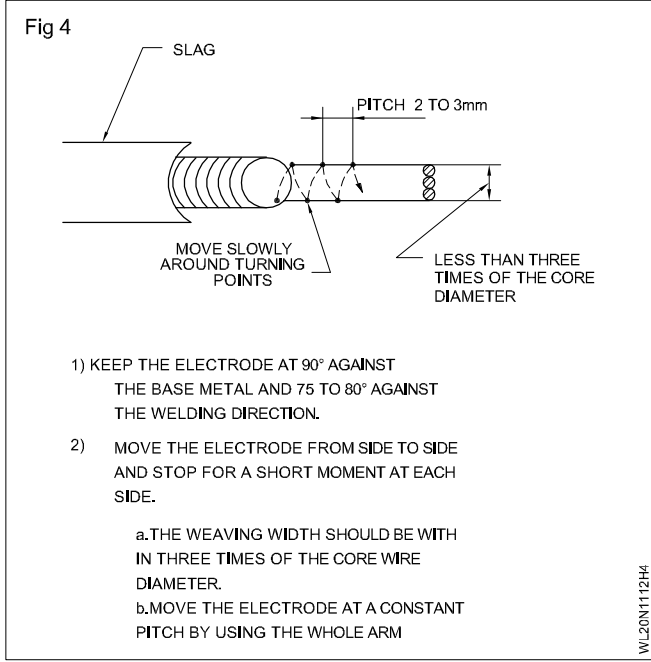 Fig 4
SLAG
PITCH 2 TO 3mm
MOVE SLOWLY
AROUND TURNING
POINTS
LESS THAN THREE
TIMES OF THE CORE
DIAMETER
1) KEEP THE ELECTRODE AT 90° AGAINST
THE BASE METAL AND 75 TO 80° AGAINST
THE WELDING DIRECTION.
2) MOVE THE ELECTRODE FROM SIDE TO SIDE
AND STOP FOR A SHORT MOMENT AT EACH
SIDE.
a.THE WEAVING WIDTH SHOULD BE WITH
IN THREE TIMES OF THE CORE WIRE
DIAMETER.
b.MOVE THE ELECTRODE AT A CONSTANT
PITCH BY USING THE WHOLE ARM
WL20N1112H4